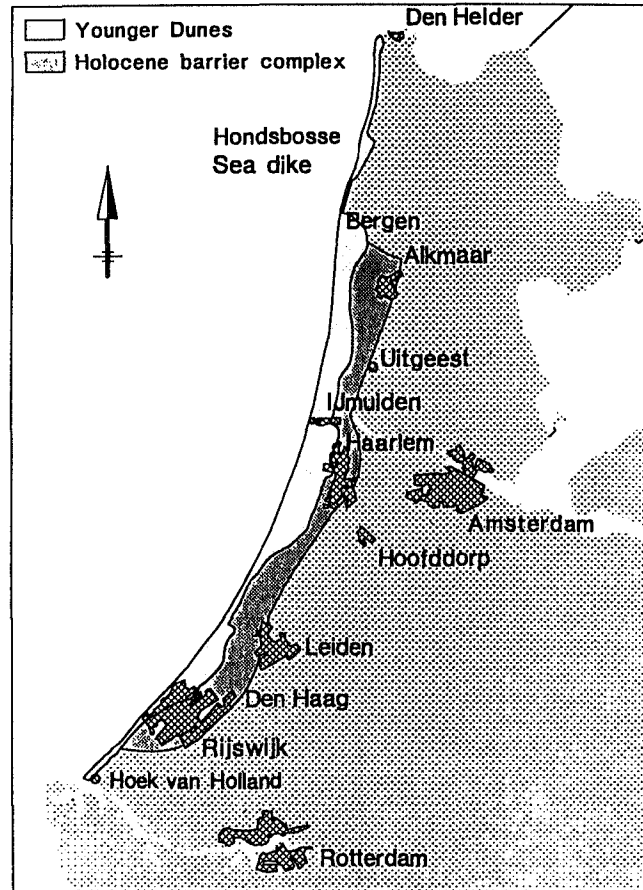 Den Helder
Younger Dunes
Holocene barrier complex
Hondsbosse
Sea dike
Bergen
Alkmaar
Uitgeest
IJmuiden
Haarlem
Amsterdam
Hoofddorp
Leiden
Den Haag
Rijswijk
Hoek van Holland
Rotterdam